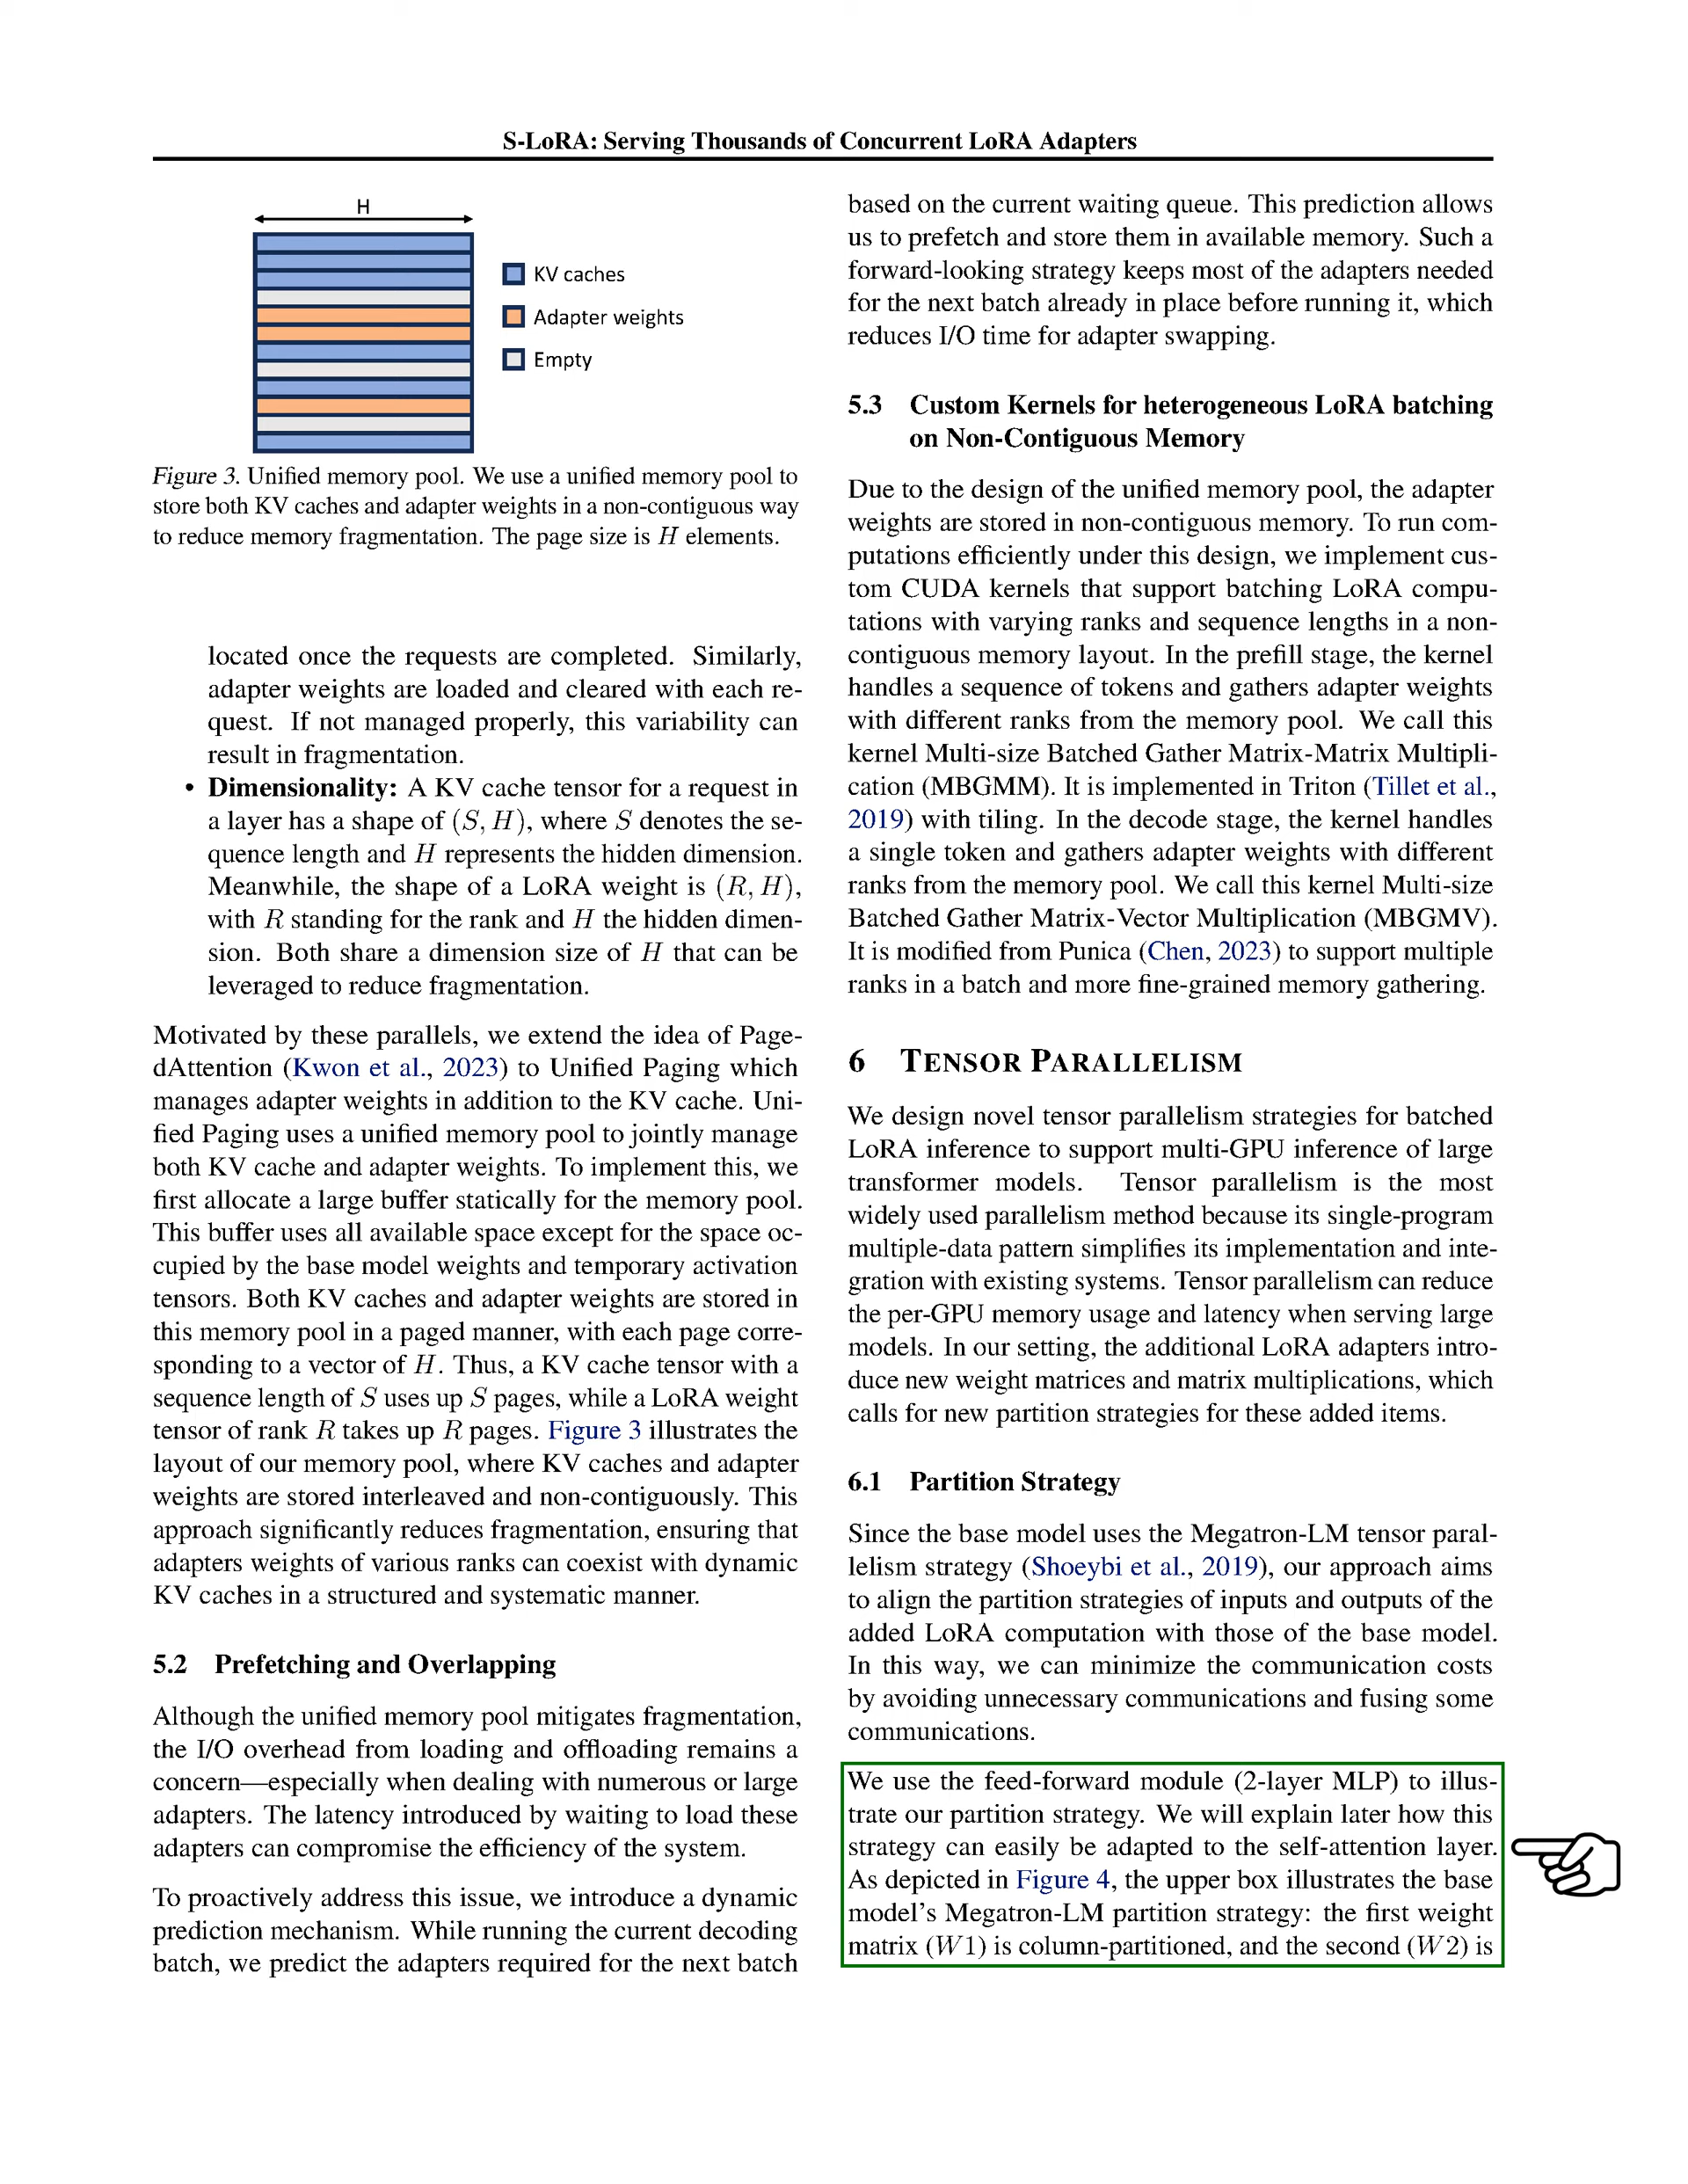 S-LoRA: Serving Thousands of Concurrent LoRA Adapters
H
KV caches
Adapter weights
Empty
Figure 3. Unified memory pool. We use a unified memory pool to
store both KV caches and adapter weights in a non-contiguous way
to reduce memory fragmentation. The page size is H elements.
located once the requests are completed. Similarly,
adapter weights are loaded and cleared with each re-
quest. If not managed properly, this variability can
result in fragmentation.
• Dimensionality: A KV cache tensor for a request in
a layer has a shape of (S, H), where S denotes the se-
quence length and H represents the hidden dimension.
Meanwhile, the shape of a LoRA weight is (R, H),
with R standing for the rank and H the hidden dimen-
sion. Both share a dimension size of H that can be
leveraged to reduce fragmentation.
Motivated by these parallels, we extend the idea of Page-
dAttention (Kwon et al., 2023) to Unified Paging which
manages adapter weights in addition to the KV cache. Uni-
fied Paging uses a unified memory pool to jointly manage
both KV cache and adapter weights. To implement this, we
first allocate a large buffer statically for the memory pool.
This buffer uses all available space except for the space oc-
cupied by the base model weights and temporary activation
tensors. Both KV caches and adapter weights are stored in
this memory pool in a paged manner, with each page corre-
sponding to a vector of H. Thus, a KV cache tensor with a
sequence length of S uses up S pages, while a LoRA weight
tensor of rank R takes up R pages. Figure 3 illustrates the
layout of our memory pool, where KV caches and adapter
weights are stored interleaved and non-contiguously. This
approach significantly reduces fragmentation, ensuring that
adapters weights of various ranks can coexist with dynamic
KV caches in a structured and systematic manner.
5.2 Prefetching and Overlapping
Although the unified memory pool mitigates fragmentation,
the I/O overhead from loading and offloading remains a
concern—especially when dealing with numerous or large
adapters. The latency introduced by waiting to load these
adapters can compromise the efficiency of the system.
To proactively address this issue, we introduce a dynamic
prediction mechanism. While running the current decoding
batch, we predict the adapters required for the next batch
based on the current waiting queue. This prediction allows
us to prefetch and store them in available memory. Such a
forward-looking strategy keeps most of the adapters needed
for the next batch already in place before running it, which
reduces I/O time for adapter swapping.
5.3 Custom Kernels for heterogeneous LoRA batching
on Non-Contiguous Memory
Due to the design of the unified memory pool, the adapter
weights are stored in non-contiguous memory. To run com-
putations efficiently under this design, we implement cus-
tom CUDA kernels that support batching LoRA compu-
tations with varying ranks and sequence lengths in a non-
contiguous memory layout. In the prefill stage, the kernel
handles a sequence of tokens and gathers adapter weights
with different ranks from the memory pool. We call this
kernel Multi-size Batched Gather Matrix-Matrix Multipli-
cation (MBGMM). It is implemented in Triton (Tillet et al.,
2019) with tiling. In the decode stage, the kernel handles
a single token and gathers adapter weights with different
ranks from the memory pool. We call this kernel Multi-size
Batched Gather Matrix-Vector Multiplication (MBGMV).
It is modified from Punica (Chen, 2023) to support multiple
ranks in a batch and more fine-grained memory gathering.
6 TENSOR PARALLELISM
We design novel tensor parallelism strategies for batched
LoRA inference to support multi-GPU inference of large
transformer models. Tensor parallelism is the most
widely used parallelism method because its single-program
multiple-data pattern simplifies its implementation and inte-
gration with existing systems. Tensor parallelism can reduce
the per-GPU memory usage and latency when serving large
models. In our setting, the additional LoRA adapters intro-
duce new weight matrices and matrix multiplications, which
calls for new partition strategies for these added items.
6.1 Partition Strategy
Since the base model uses the Megatron-LM tensor paral-
lelism strategy (Shoeybi et al., 2019), our approach aims
to align the partition strategies of inputs and outputs of the
added LoRA computation with those of the base model.
In this way, we can minimize the communication costs
by avoiding unnecessary communications and fusing some
communications.
We use the feed-forward module (2-layer MLP) to illus-
trate our partition strategy. We will explain later how this
strategy can easily be adapted to the self-attention layer.
As depicted in Figure 4, the upper box illustrates the base
model's Megatron-LM partition strategy: the first weight
matrix (W1) is column-partitioned, and the second (W2) is